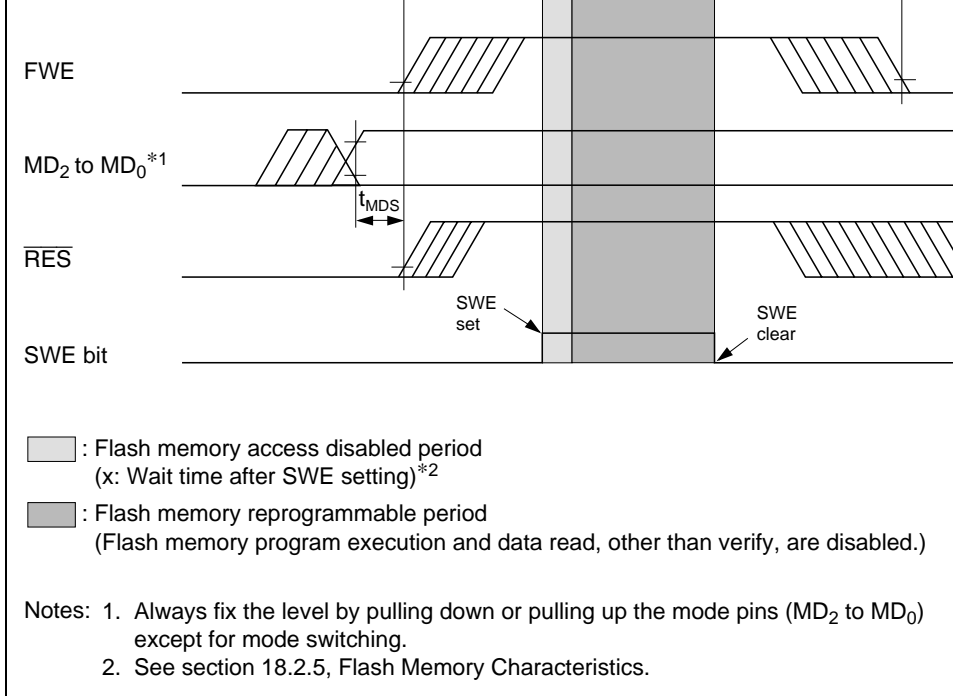 FWE
MD2 to MD0*1
tMDS
RES
SWE
set
SWE
clear
SWE bit
: Flash memory access disabled period
(x: Wait time after SWE setting)*2
: Flash memory reprogrammable period
(Flash memory program execution and data read, other than verify, are disabled.)
Notes: 1. Always fix the level by pulling down or pulling up the mode pins (MD2 to MD0)
except for mode switching.
2. See section 18.2.5, Flash Memory Characteristics.